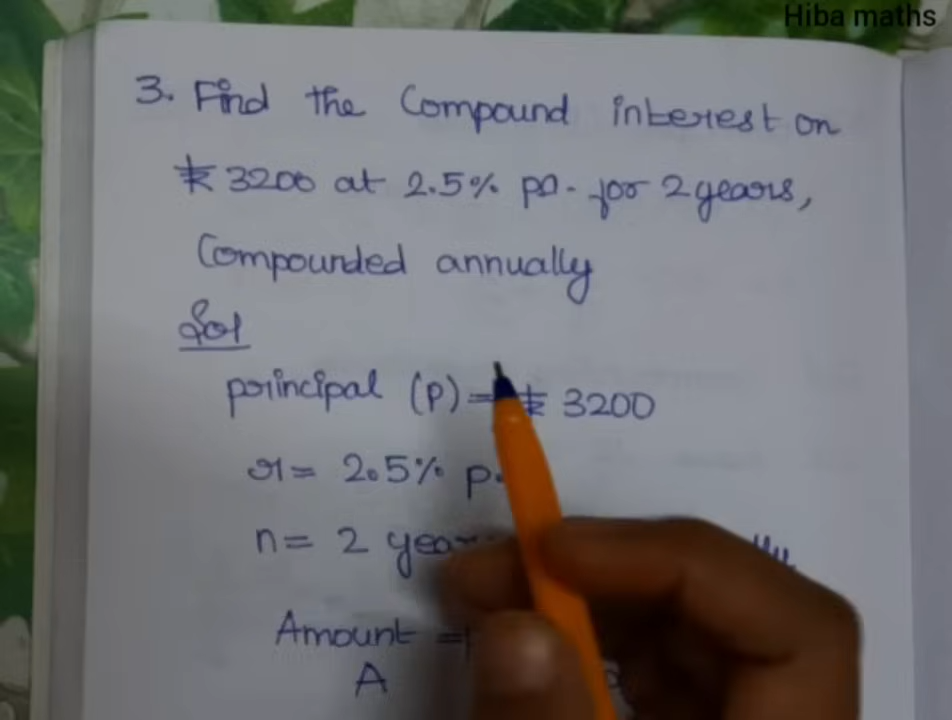 Hiba maths
3. Find the Compound interest on
₹ 3200 at 2.5% pa. for 2 years,
Compounded annually
Sol
principal (P) = ₹ 3200
r = 2.5% p.
n = 2
Amount =
A